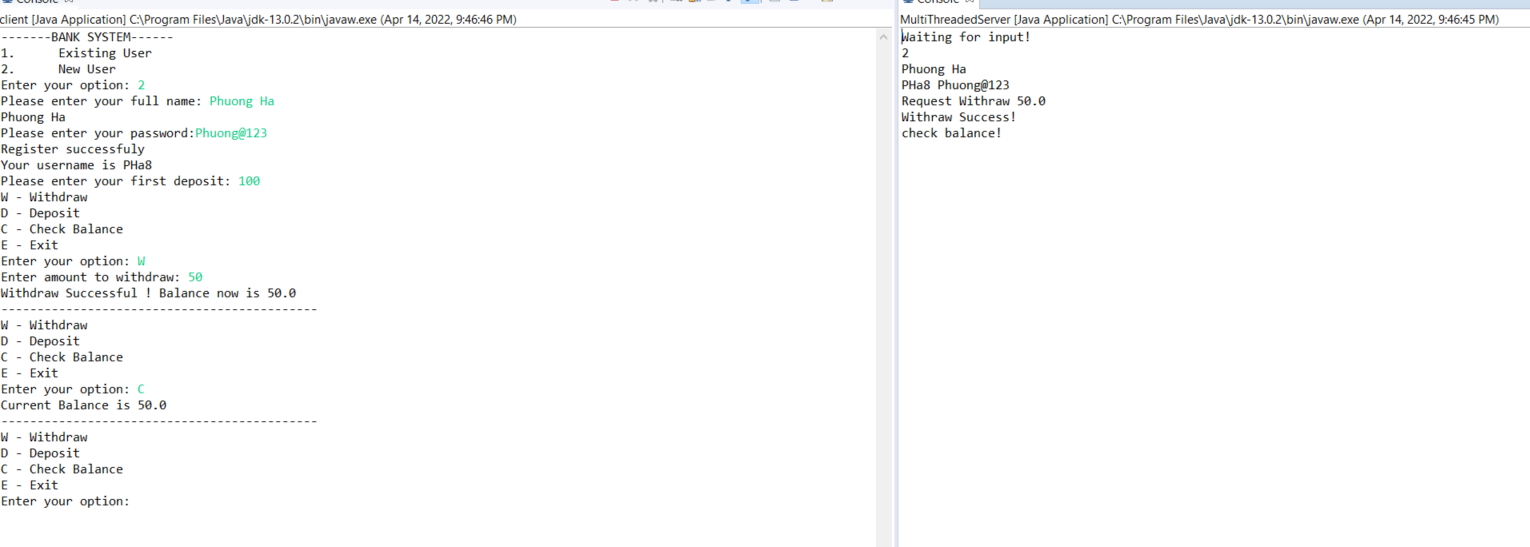 Console
client [Java Application] C:\Program Files\Java\jdk-13.0.2\bin\javaw.exe (Apr 14, 2022, 9:46:46 PM)
-------BANK SYSTEM------
1.      Existing User
2.      New User
Enter your option: 2
Please enter your full name: Phuong Ha
Phuong Ha
Please enter your password:Phuong@123
Register successfuly
Your username is PHa8
Please enter your first deposit: 100
W - Withdraw
D - Deposit
C - Check Balance
E - Exit
Enter your option: W
Enter amount to withdraw: 50
Withdraw Successful ! Balance now is 50.0
--------------------------------------------
W - Withdraw
D - Deposit
C - Check Balance
E - Exit
Enter your option: C
Current Balance is 50.0
--------------------------------------------
W - Withdraw
D - Deposit
C - Check Balance
E - Exit
Enter your option:
Console
MultiThreadedServer [Java Application] C:\Program Files\Java\jdk-13.0.2\bin\javaw.exe (Apr 14, 2022, 9:46:45 PM)
Waiting for input!
2
Phuong Ha
PHa8 Phuong@123
Request Withraw 50.0
Withraw Success!
check balance!